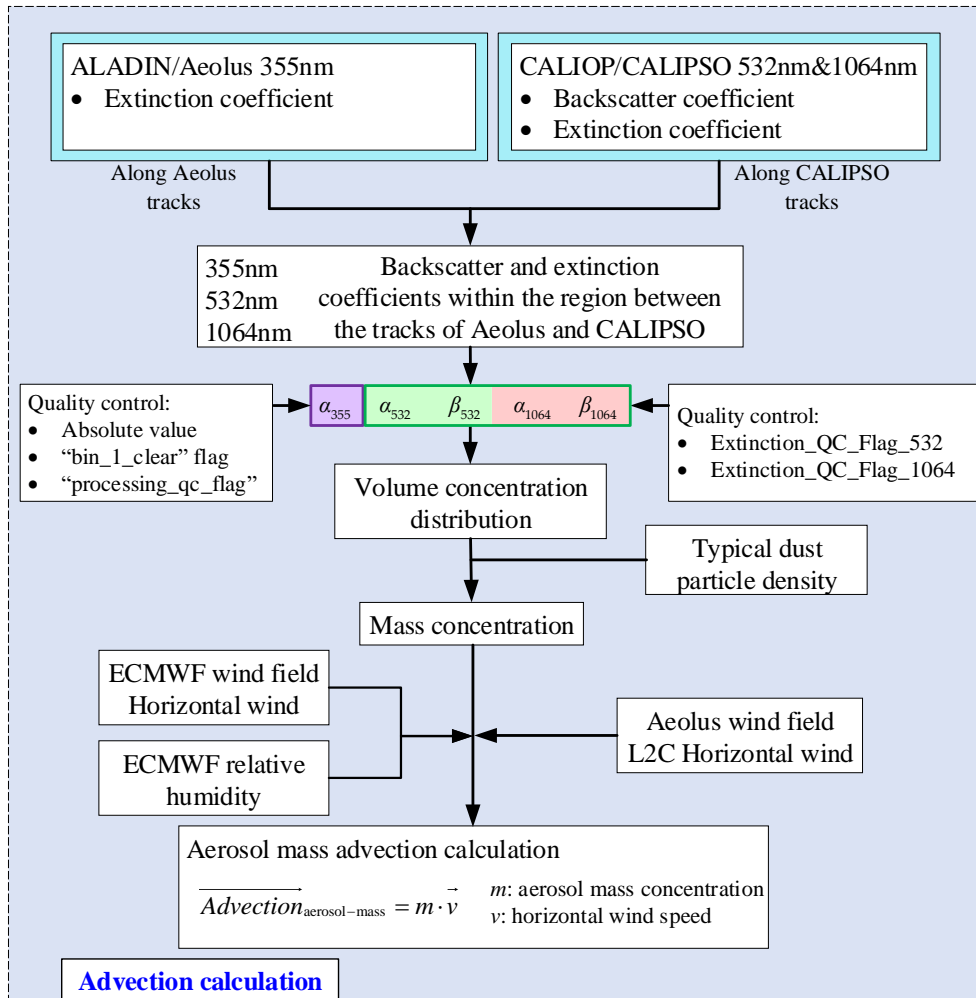 ALADIN/Aeolus 355nm
• Extinction coefficient
CALIOP/CALIPSO 532nm&1064nm
• Backscatter coefficient
• Extinction coefficient
Along Aeolus
tracks
Along CALIPSO
tracks
355nm
532nm
1064nm
Backscatter and extinction
coefficients within the region between
the tracks of Aeolus and CALIPSO
Quality control:
• Absolute value
• “bin_1_clear” flag
• “processing_qc_flag”
α355 α532 β532 α1064 β1064
Quality control:
• Extinction_QC_Flag_532
• Extinction_QC_Flag_1064
Volume concentration
distribution
Typical dust
particle density
Mass concentration
ECMWF wind field
Horizontal wind
ECMWF relative
humidity
Aeolus wind field
L2C Horizontal wind
Aerosol mass advection calculation
Advection⃗aerosol−mass = m · v⃗
m: aerosol mass concentration
v: horizontal wind speed
Advection calculation